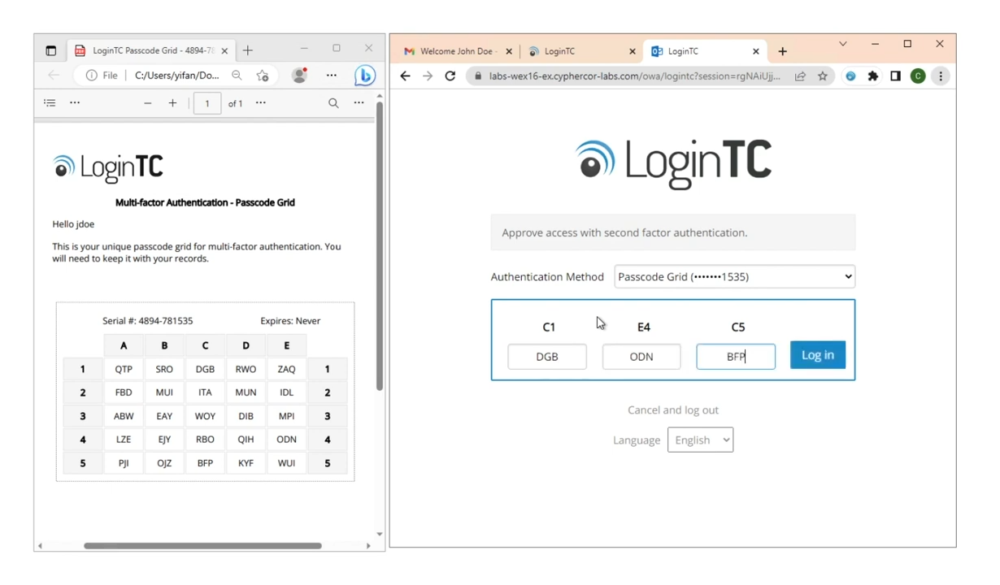 LoginTC Passcode Grid - 4894-78
File | C:/Users/yifan/Do...
1 of 1
LoginTC
Multi-factor Authentication - Passcode Grid
Hello jdoe
This is your unique passcode grid for multi-factor authentication. You
will need to keep it with your records.
Serial #: 4894-781535 Expires: Never
A B C D E
1 QTP SRO DGB RWO ZAQ 1
2 FBD MUI ITA MUN IDL 2
3 ABW EAY WOY DIB MPI 3
4 LZE EJY RBO QIH ODN 4
5 PJI OJZ BFP KYF WUI 5
Welcome John Doe - LoginTC LoginTC
labs-wex16-ex.cyphercor-labs.com/owa/logintc?session=rgNAiUjj... C
LoginTC
Approve access with second factor authentication.
Authentication Method Passcode Grid (•••••••1535)
C1 E4 C5
DGB ODN BFP Log in
Cancel and log out
Language English